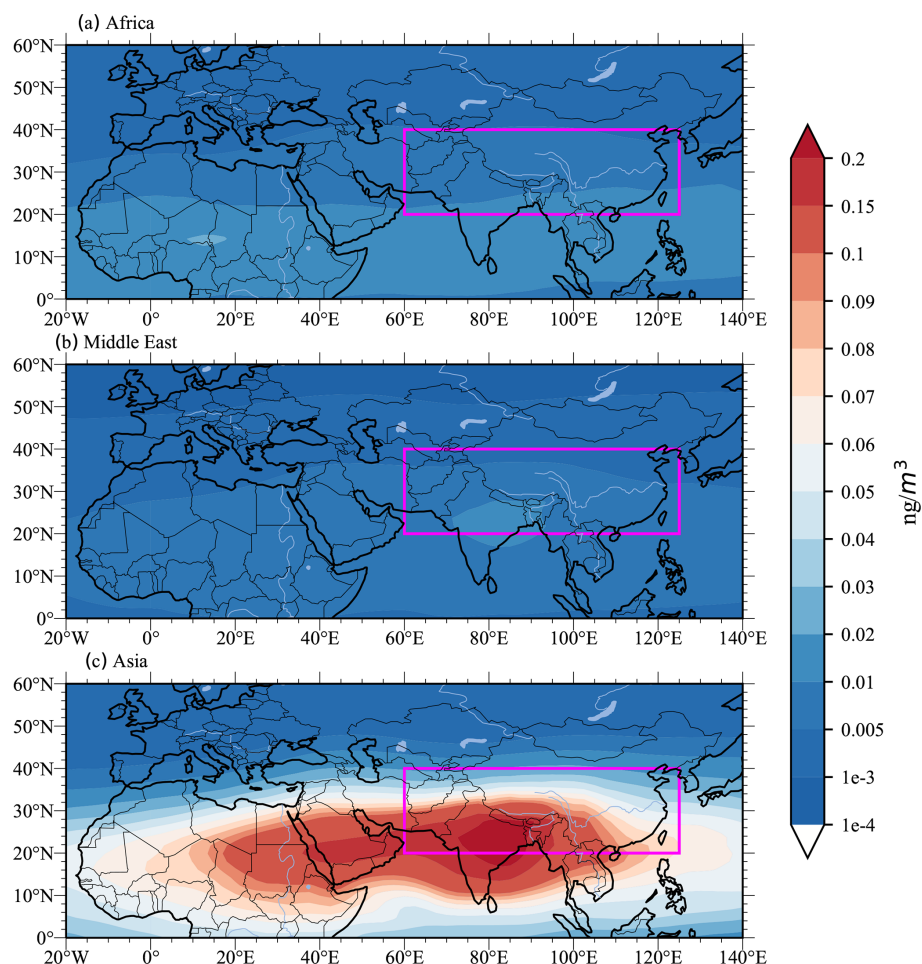 (a) Africa
60°N
50°N
40°N
30°N
20°N
10°N
0°
20°W 0° 20°E 40°E 60°E 80°E 100°E 120°E 140°E
(b) Middle East
60°N
50°N
40°N
30°N
20°N
10°N
0°
20°W 0° 20°E 40°E 60°E 80°E 100°E 120°E 140°E
(c) Asia
60°N
50°N
40°N
30°N
20°N
10°N
0°
20°W 0° 20°E 40°E 60°E 80°E 100°E 120°E 140°E
0.2
0.15
0.1
0.09
0.08
0.07
0.06
0.05
0.04
0.03
0.02
0.01
0.005
1e-3
1e-4
ng/m³